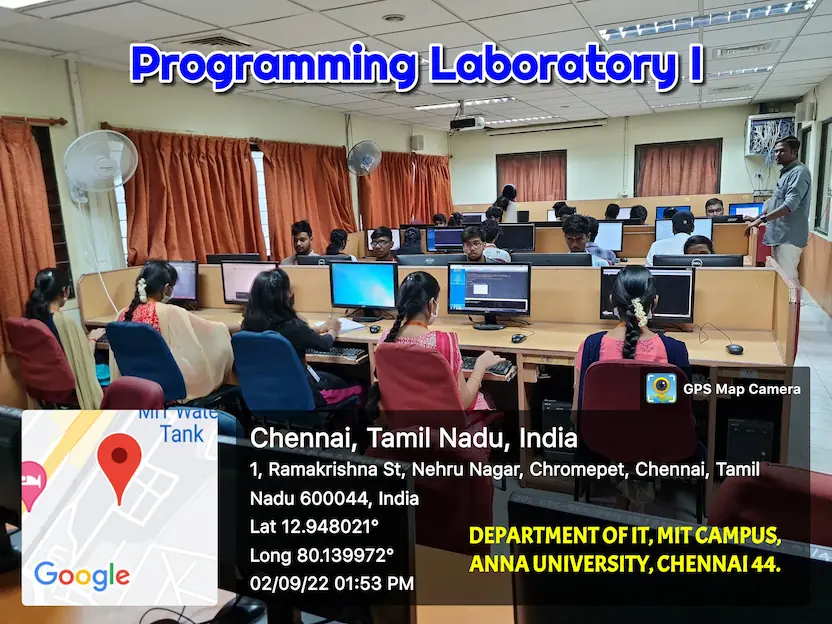 Programming Laboratory I
GPS Map Camera
MIT Water
Tank
Google
Chennai, Tamil Nadu, India
1, Ramakrishna St, Nehru Nagar, Chromepet, Chennai, Tamil
Nadu 600044, India
Lat 12.948021°
Long 80.139972°
02/09/22 01:53 PM
DEPARTMENT OF IT, MIT CAMPUS,
ANNA UNIVERSITY, CHENNAI 44.